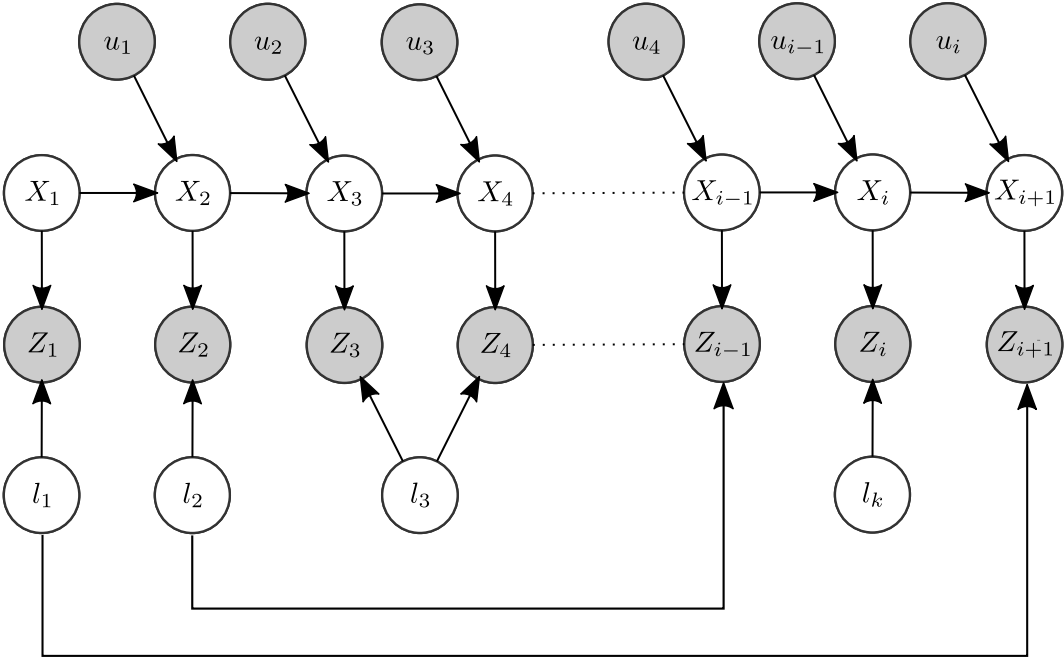 u₁ u₂ u₃ u₄ uᵢ₋₁ uᵢ
X₁ X₂ X₃ X₄ Xᵢ₋₁ Xᵢ Xᵢ₊₁
Z₁ Z₂ Z₃ Z₄ Zᵢ₋₁ Zᵢ Zᵢ₊₁
l₁ l₂ l₃ lₖ